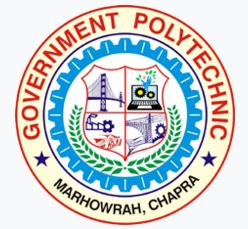 GOVERNMENT POLYTECHNIC
MARHOWRAH, CHAPRA